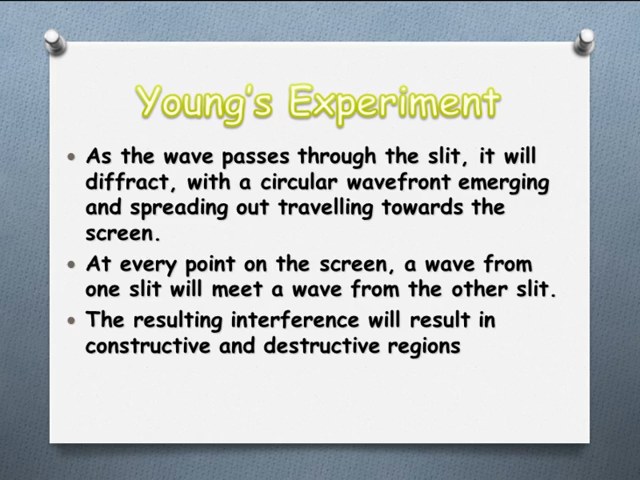 Young's Experiment
• As the wave passes through the slit, it will
diffract, with a circular wavefront emerging
and spreading out travelling towards the
screen.
• At every point on the screen, a wave from
one slit will meet a wave from the other slit.
• The resulting interference will result in
constructive and destructive regions